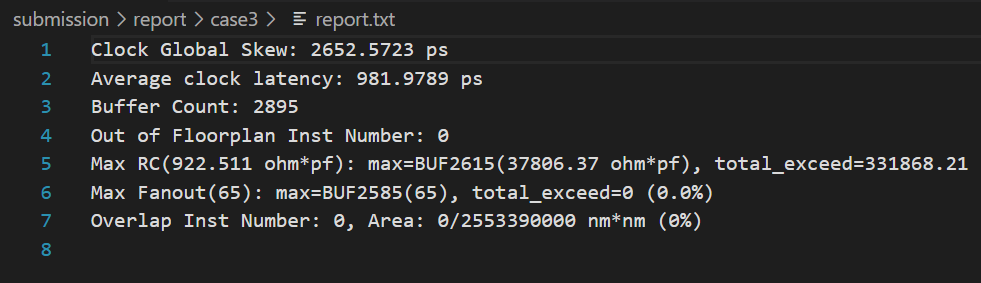 submission > report > case3 > report.txt
1 Clock Global Skew: 2652.5723 ps
2 Average clock latency: 981.9789 ps
3 Buffer Count: 2895
4 Out of Floorplan Inst Number: 0
5 Max RC(922.511 ohm*pf): max=BUF2615(37806.37 ohm*pf), total_exceed=331868.21
6 Max Fanout(65): max=BUF2585(65), total_exceed=0 (0.0%)
7 Overlap Inst Number: 0, Area: 0/2553390000 nm*nm (0%)
8